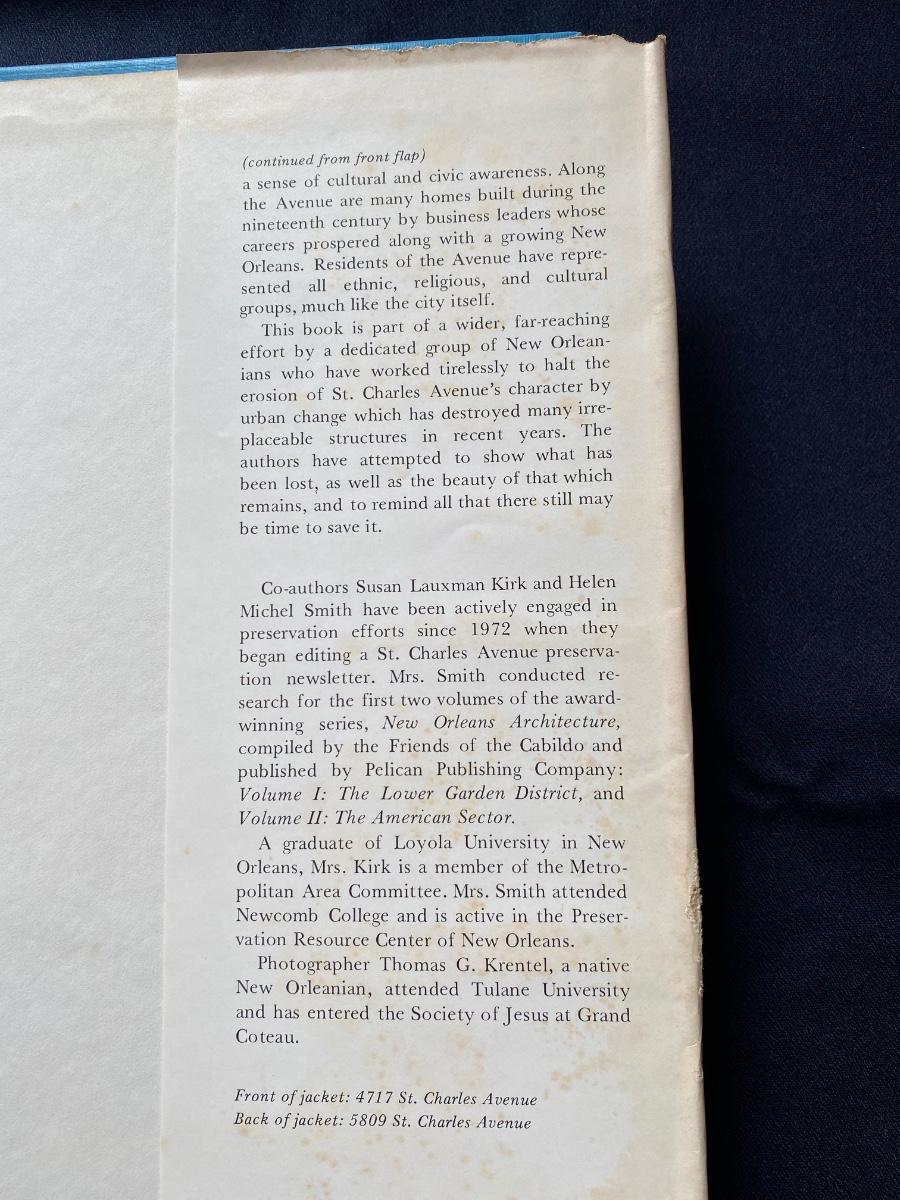 (continued from front flap)
a sense of cultural and civic awareness. Along
the Avenue are many homes built during the
nineteenth century by business leaders whose
careers prospered along with a growing New
Orleans. Residents of the Avenue have repre-
sented all ethnic, religious, and cultural
groups, much like the city itself.
This book is part of a wider, far-reaching
effort by a dedicated group of New Orlean-
ians who have worked tirelessly to halt the
erosion of St. Charles Avenue's character by
urban change which has destroyed many irre-
placeable structures in recent years. The
authors have attempted to show what has
been lost, as well as the beauty of that which
remains, and to remind all that there still may
be time to save it.
Co-authors Susan Lauxman Kirk and Helen
Michel Smith have been actively engaged in
preservation efforts since 1972 when they
began editing a St. Charles Avenue preserva-
tion newsletter. Mrs. Smith conducted re-
search for the first two volumes of the award-
winning series, New Orleans Architecture,
compiled by the Friends of the Cabildo and
published by Pelican Publishing Company:
Volume I: The Lower Garden District, and
Volume II: The American Sector.
A graduate of Loyola University in New
Orleans, Mrs. Kirk is a member of the Metro-
politan Area Committee. Mrs. Smith attended
Newcomb College and is active in the Preser-
vation Resource Center of New Orleans.
Photographer Thomas G. Krentel, a native
New Orleanian, attended Tulane University
and has entered the Society of Jesus at Grand
Coteau.
Front of jacket: 4717 St. Charles Avenue
Back of jacket: 5809 St. Charles Avenue